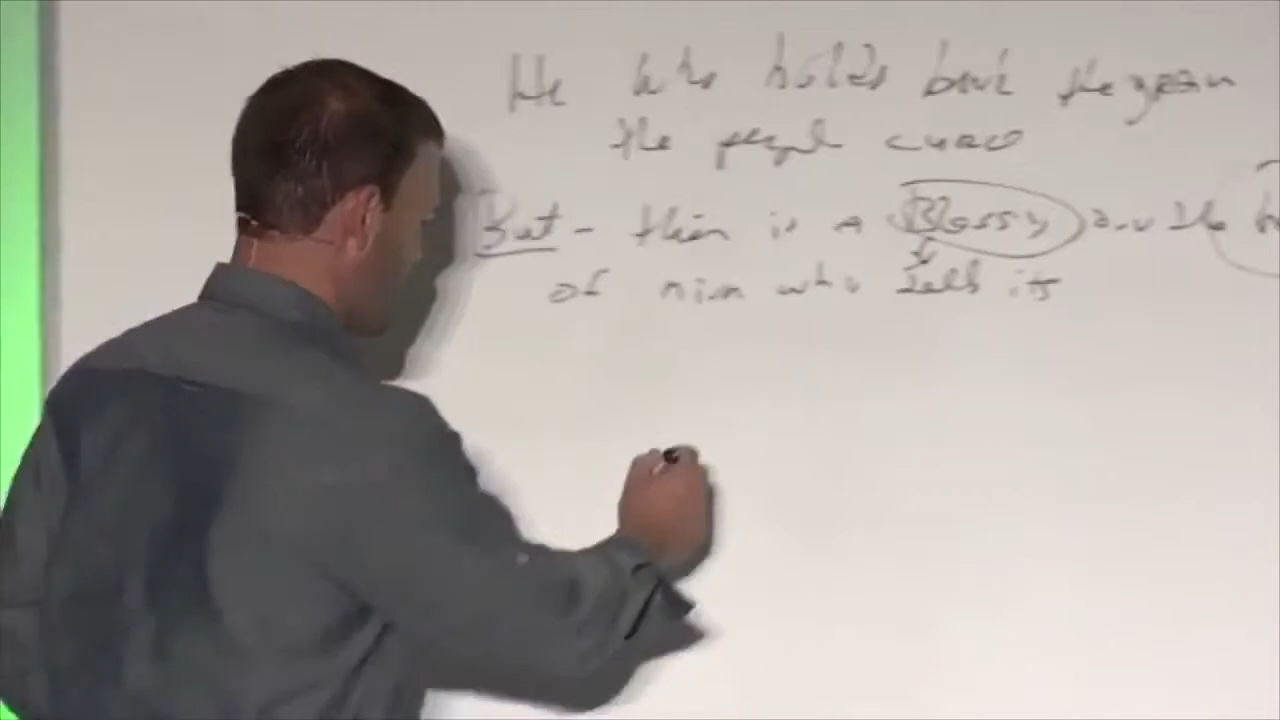 He who holds back the grain
the people curse
But - there is a Blessing on the h
of him who sells it